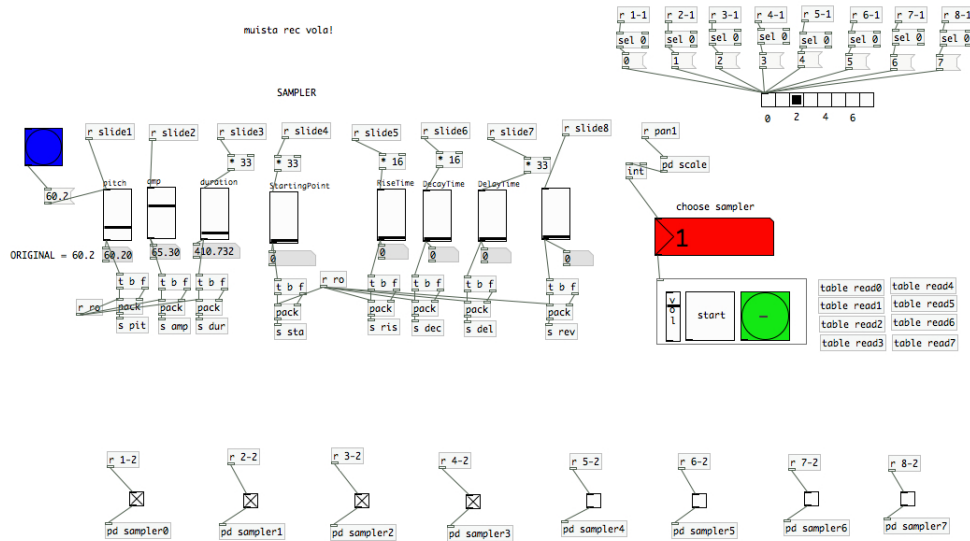 muista rec vola!
r 1-1 r 2-1 r 3-1 r 4-1 r 5-1 r 6-1 r 7-1 r 8-1
sel 0 sel 0 sel 0 sel 0 sel 0 sel 0 sel 0 sel 0
0 1 2 3 4 5 6 7
0 2 4 6
SAMPLER
r slide1 r slide2 r slide3 r slide4 r slide5 r slide6 r slide7 r slide8
* 33 * 33 * 16 * 16 * 33
60.2
pitch amp duration StartingPoint RiseTime DecayTime DelayTime
ORIGINAL = 60.2 60.20 65.30 410.732 0 0 0 0 0
t b f t b f t b f t b f t b f t b f t b f t b f
r ro r ro
pack pack pack pack pack pack pack pack
s pit s amp s dur s sta s ris s dec s del s rev
r pan1
pd scale
int
choose sampler
1
vol start –
table read0 table read4
table read1 table read5
table read2 table read6
table read3 table read7
r 1-2 r 2-2 r 3-2 r 4-2 r 5-2 r 6-2 r 7-2 r 8-2
pd sampler0 pd sampler1 pd sampler2 pd sampler3 pd sampler4 pd sampler5 pd sampler6 pd sampler7